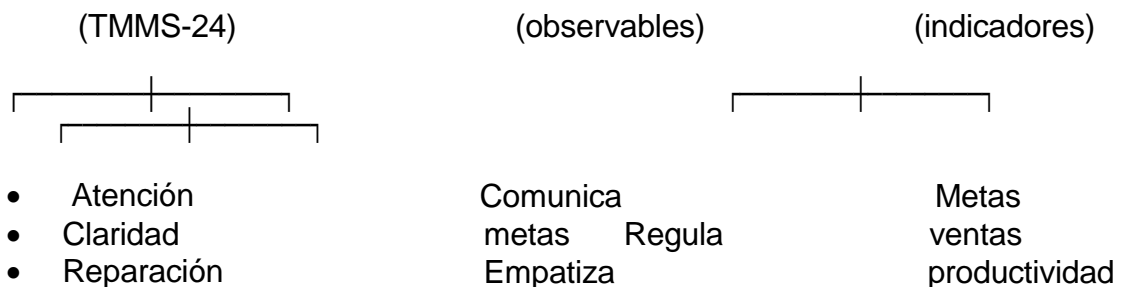 (TMMS-24) (observables) (indicadores)
• Atención Comunica Metas
• Claridad metas Regula ventas
• Reparación Empatiza productividad